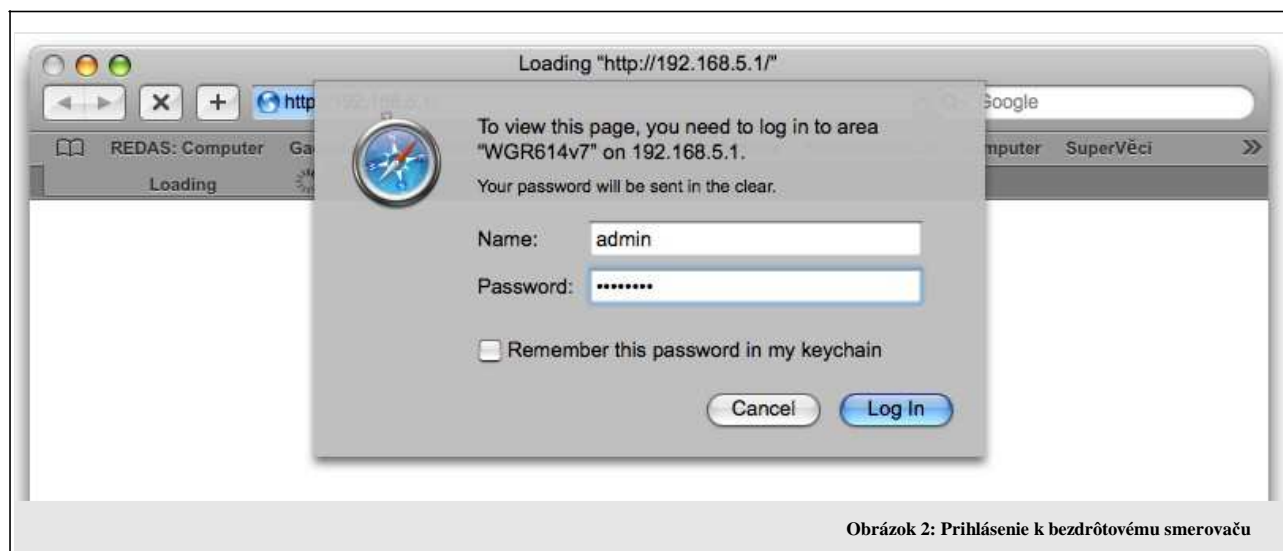 Loading "http://192.168.5.1/"
http
Google
REDAS: Computer
SuperVěci
Loading
To view this page, you need to log in to area
"WGR614v7" on 192.168.5.1.
Your password will be sent in the clear.
Name: admin
Password: ••••••••
Remember this password in my keychain
Cancel Log In
Obrázok 2: Prihlásenie k bezdrôtovému smerovaču